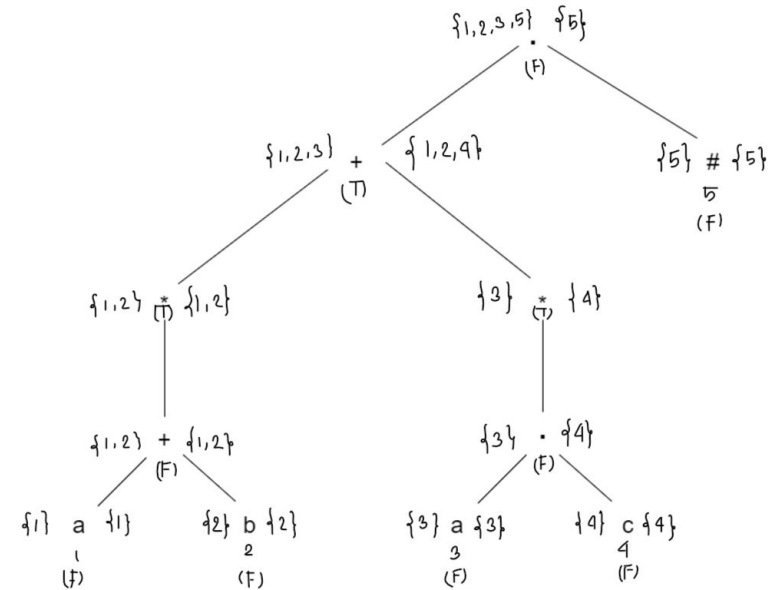 {1,2,3,5} . {5}
(F)
{1,2,3} + {1,2,4}
(T)
{5} # {5}
5
(F)
{1,2} * {1,2}
(T)
{3} * {4}
(T)
{1,2} + {1,2}
(F)
{3} . {4}
(F)
{1} a {1}
1
(F)
{2} b {2}
2
(F)
{3} a {3}
3
(F)
{4} c {4}
4
(F)